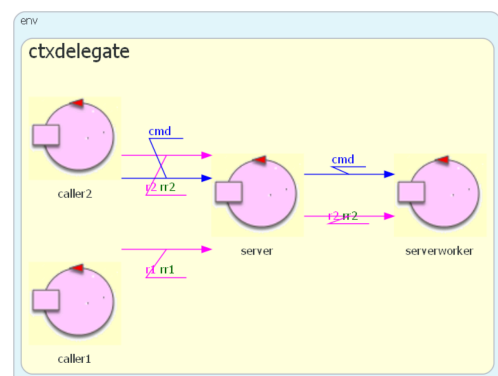 env
ctxdelegate
cmd
cmd
caller2
r2 rr2
r2 rr2
server
serverworker
r1 rr1
caller1